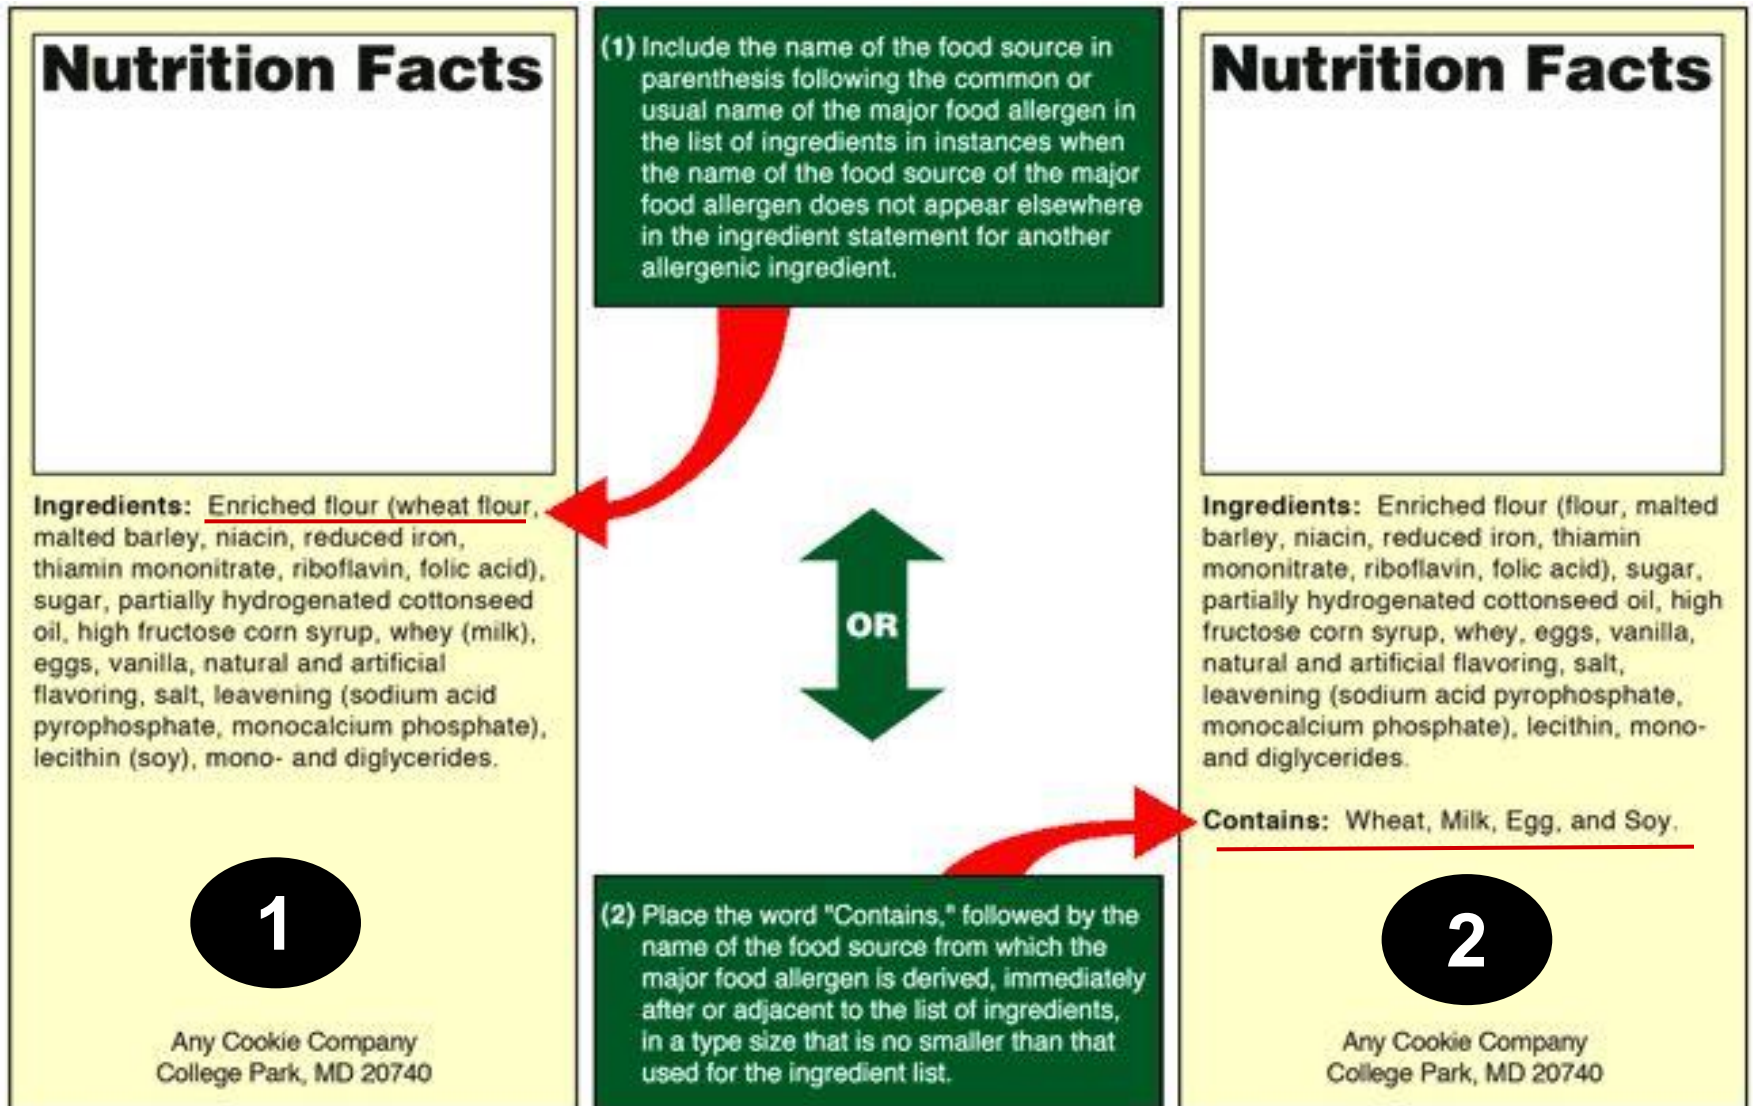 Nutrition Facts
Ingredients: Enriched flour (wheat flour,
malted barley, niacin, reduced iron,
thiamin mononitrate, riboflavin, folic acid),
sugar, partially hydrogenated cottonseed
oil, high fructose corn syrup, whey (milk),
eggs, vanilla, natural and artificial
flavoring, salt, leavening (sodium acid
pyrophosphate, monocalcium phosphate),
lecithin (soy), mono- and diglycerides.
1
Any Cookie Company
College Park, MD 20740
(1) Include the name of the food source in
parenthesis following the common or
usual name of the major food allergen in
the list of ingredients in instances when
the name of the food source of the major
food allergen does not appear elsewhere
in the ingredient statement for another
allergenic ingredient.
OR
(2) Place the word "Contains," followed by the
name of the food source from which the
major food allergen is derived, immediately
after or adjacent to the list of ingredients,
in a type size that is no smaller than that
used for the ingredient list.
Nutrition Facts
Ingredients: Enriched flour (flour, malted
barley, niacin, reduced iron, thiamin
mononitrate, riboflavin, folic acid), sugar,
partially hydrogenated cottonseed oil, high
fructose corn syrup, whey, eggs, vanilla,
natural and artificial flavoring, salt,
leavening (sodium acid pyrophosphate,
monocalcium phosphate), lecithin, mono-
and diglycerides.
Contains: Wheat, Milk, Egg, and Soy.
2
Any Cookie Company
College Park, MD 20740